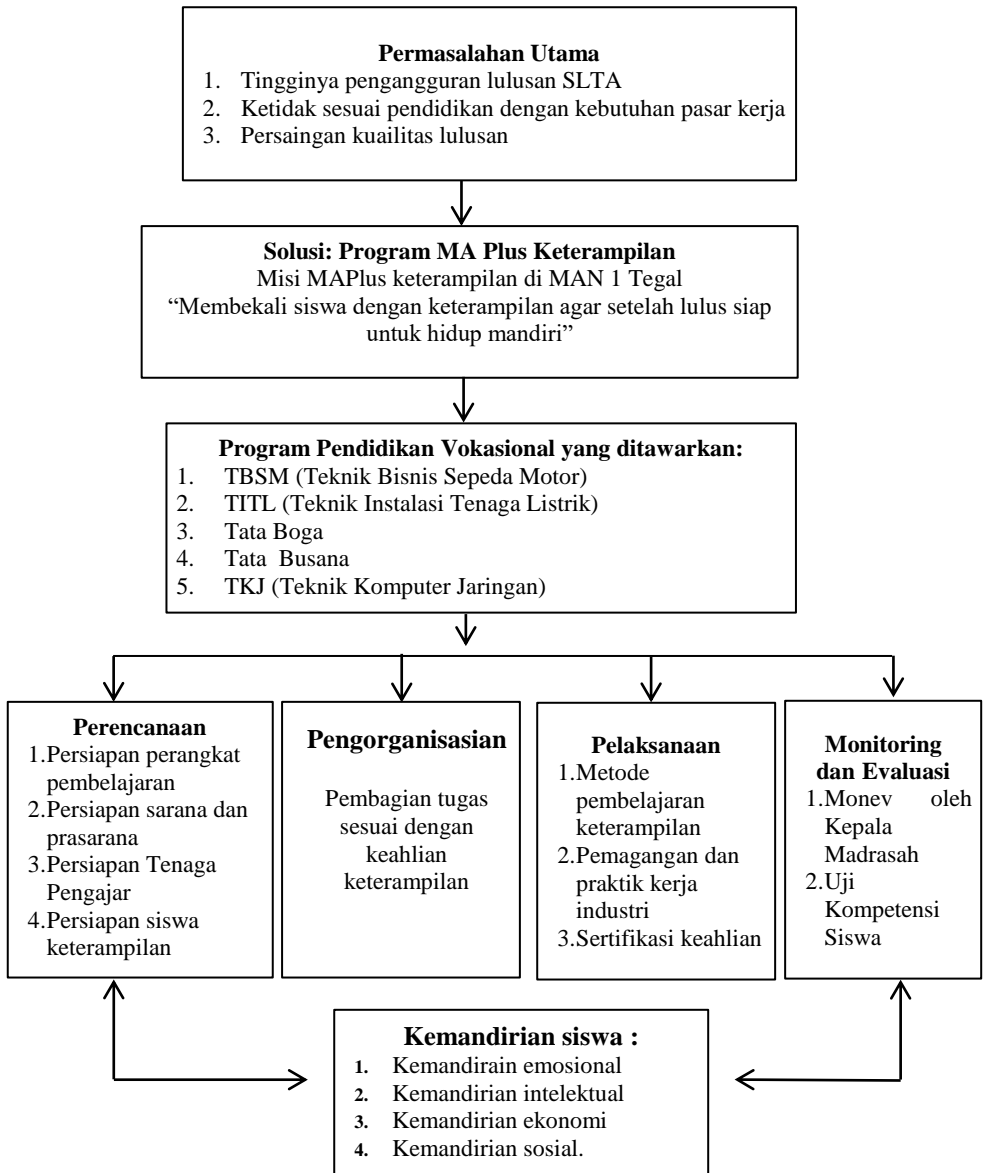 Permasalahan Utama
1. Tingginya pengangguran lulusan SLTA
2. Ketidak sesuai pendidikan dengan kebutuhan pasar kerja
3. Persaingan kuailitas lulusan
Solusi: Program MA Plus Keterampilan
Misi MAPlus keterampilan di MAN 1 Tegal
“Membekali siswa dengan keterampilan agar setelah lulus siap
untuk hidup mandiri”
Program Pendidikan Vokasional yang ditawarkan:
1. TBSM (Teknik Bisnis Sepeda Motor)
2. TITL (Teknik Instalasi Tenaga Listrik)
3. Tata Boga
4. Tata Busana
5. TKJ (Teknik Komputer Jaringan)
Perencanaan
1.Persiapan perangkat
pembelajaran
2.Persiapan sarana dan
prasarana
3.Persiapan Tenaga
Pengajar
4.Persiapan siswa
keterampilan
Pengorganisasian
Pembagian tugas
sesuai dengan
keahlian
keterampilan
Pelaksanaan
1.Metode
pembelajaran
keterampilan
2.Pemagangan dan
praktik kerja
industri
3.Sertifikasi keahlian
Monitoring
dan Evaluasi
1.Monev oleh
Kepala
Madrasah
2.Uji
Kompetensi
Siswa
Kemandirian siswa :
1. Kemandirain emosional
2. Kemandirian intelektual
3. Kemandirian ekonomi
4. Kemandirian sosial.